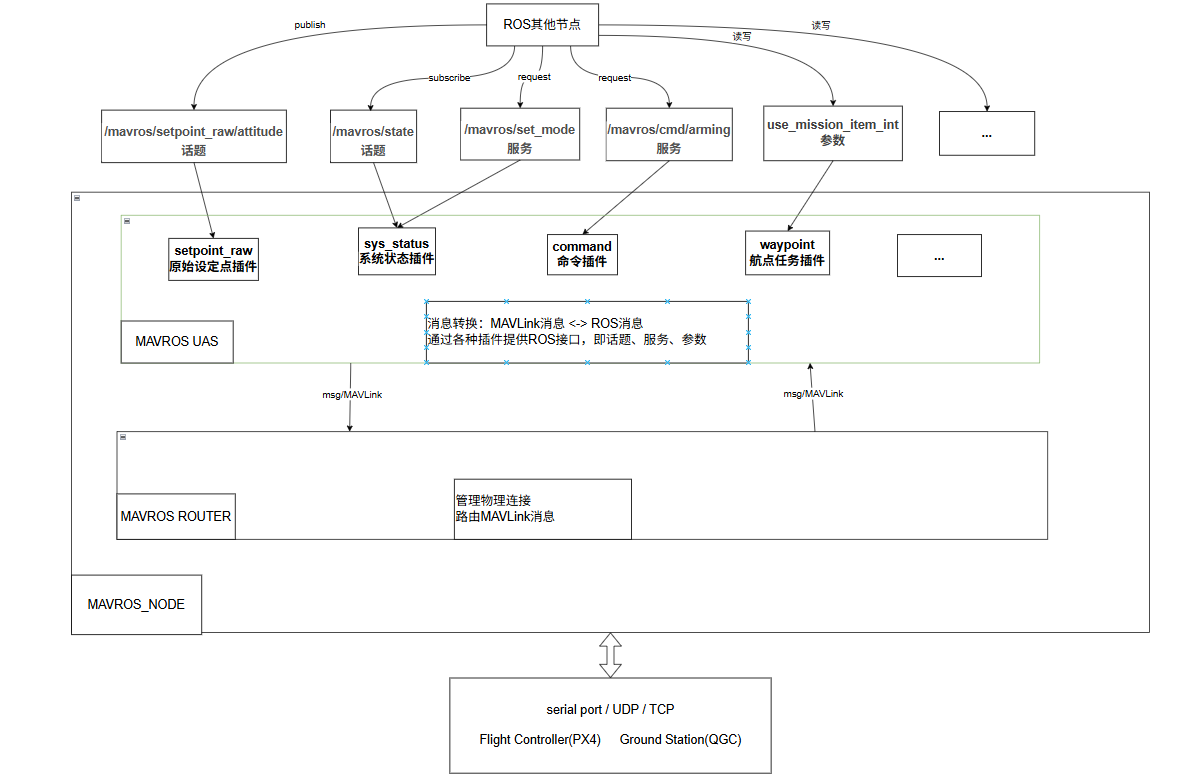 ROS其他节点
publish
subscribe
request
request
读写
读写
/mavros/setpoint_raw/attitude
话题
/mavros/state
话题
/mavros/set_mode
服务
/mavros/cmd/arming
服务
use_mission_item_int
参数
...
setpoint_raw
原始设定点插件
sys_status
系统状态插件
command
命令插件
waypoint
航点任务插件
...
消息转换：MAVLink消息 <-> ROS消息
通过各种插件提供ROS接口，即话题、服务、参数
MAVROS UAS
msg/MAVLink
msg/MAVLink
管理物理连接
路由MAVLink消息
MAVROS ROUTER
MAVROS_NODE
serial port / UDP / TCP
Flight Controller(PX4) Ground Station(QGC)